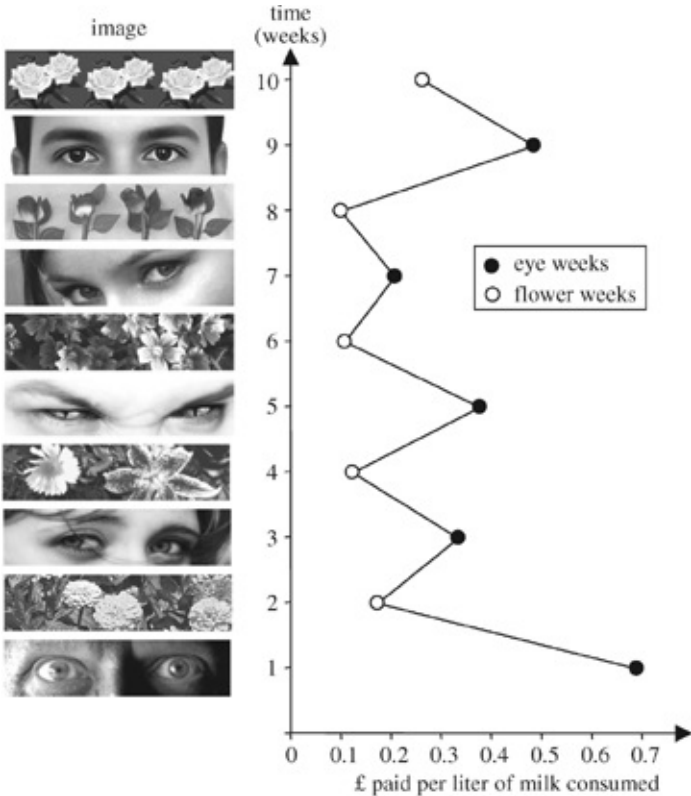 image
time
(weeks)
10
9
8
7
6
5
4
3
2
1
eye weeks
flower weeks
0 0.1 0.2 0.3 0.4 0.5 0.6 0.7
£ paid per liter of milk consumed